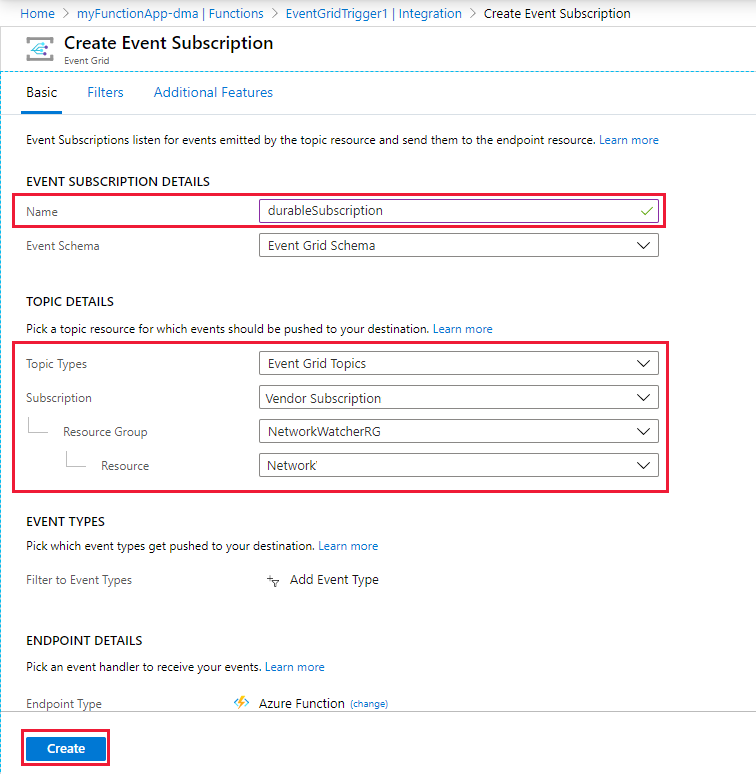 Home > myFunctionApp-dma | Functions > EventGridTrigger1 | Integration > Create Event Subscription
Create Event Subscription
Event Grid
Basic Filters Additional Features
Event Subscriptions listen for events emitted by the topic resource and send them to the endpoint resource. Learn more
EVENT SUBSCRIPTION DETAILS
Name durableSubscription
Event Schema Event Grid Schema
TOPIC DETAILS
Pick a topic resource for which events should be pushed to your destination. Learn more
Topic Types Event Grid Topics
Subscription Vendor Subscription
Resource Group NetworkWatcherRG
Resource Network
EVENT TYPES
Pick which event types get pushed to your destination. Learn more
Filter to Event Types Add Event Type
ENDPOINT DETAILS
Pick an event handler to receive your events. Learn more
Endpoint Type Azure Function (change)
Create